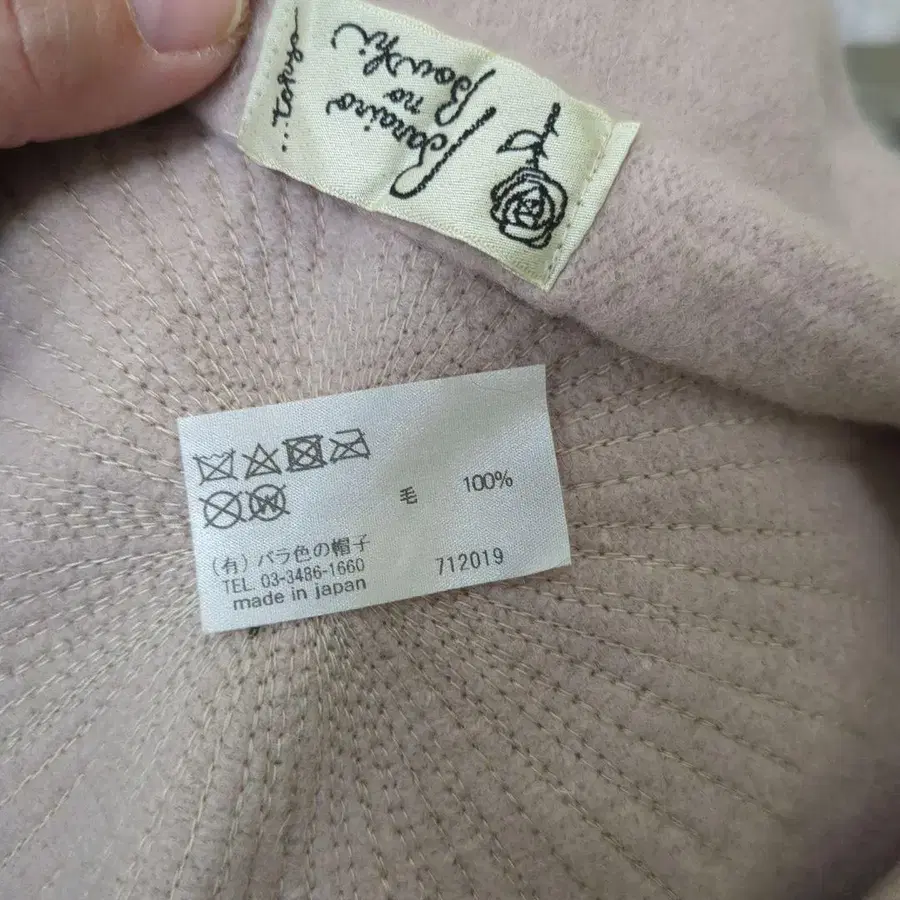 Barairo
no
Boushi
...tokyo
毛 100%
(有)バラ色の帽子
TEL. 03-3486-1660
made in japan
712019